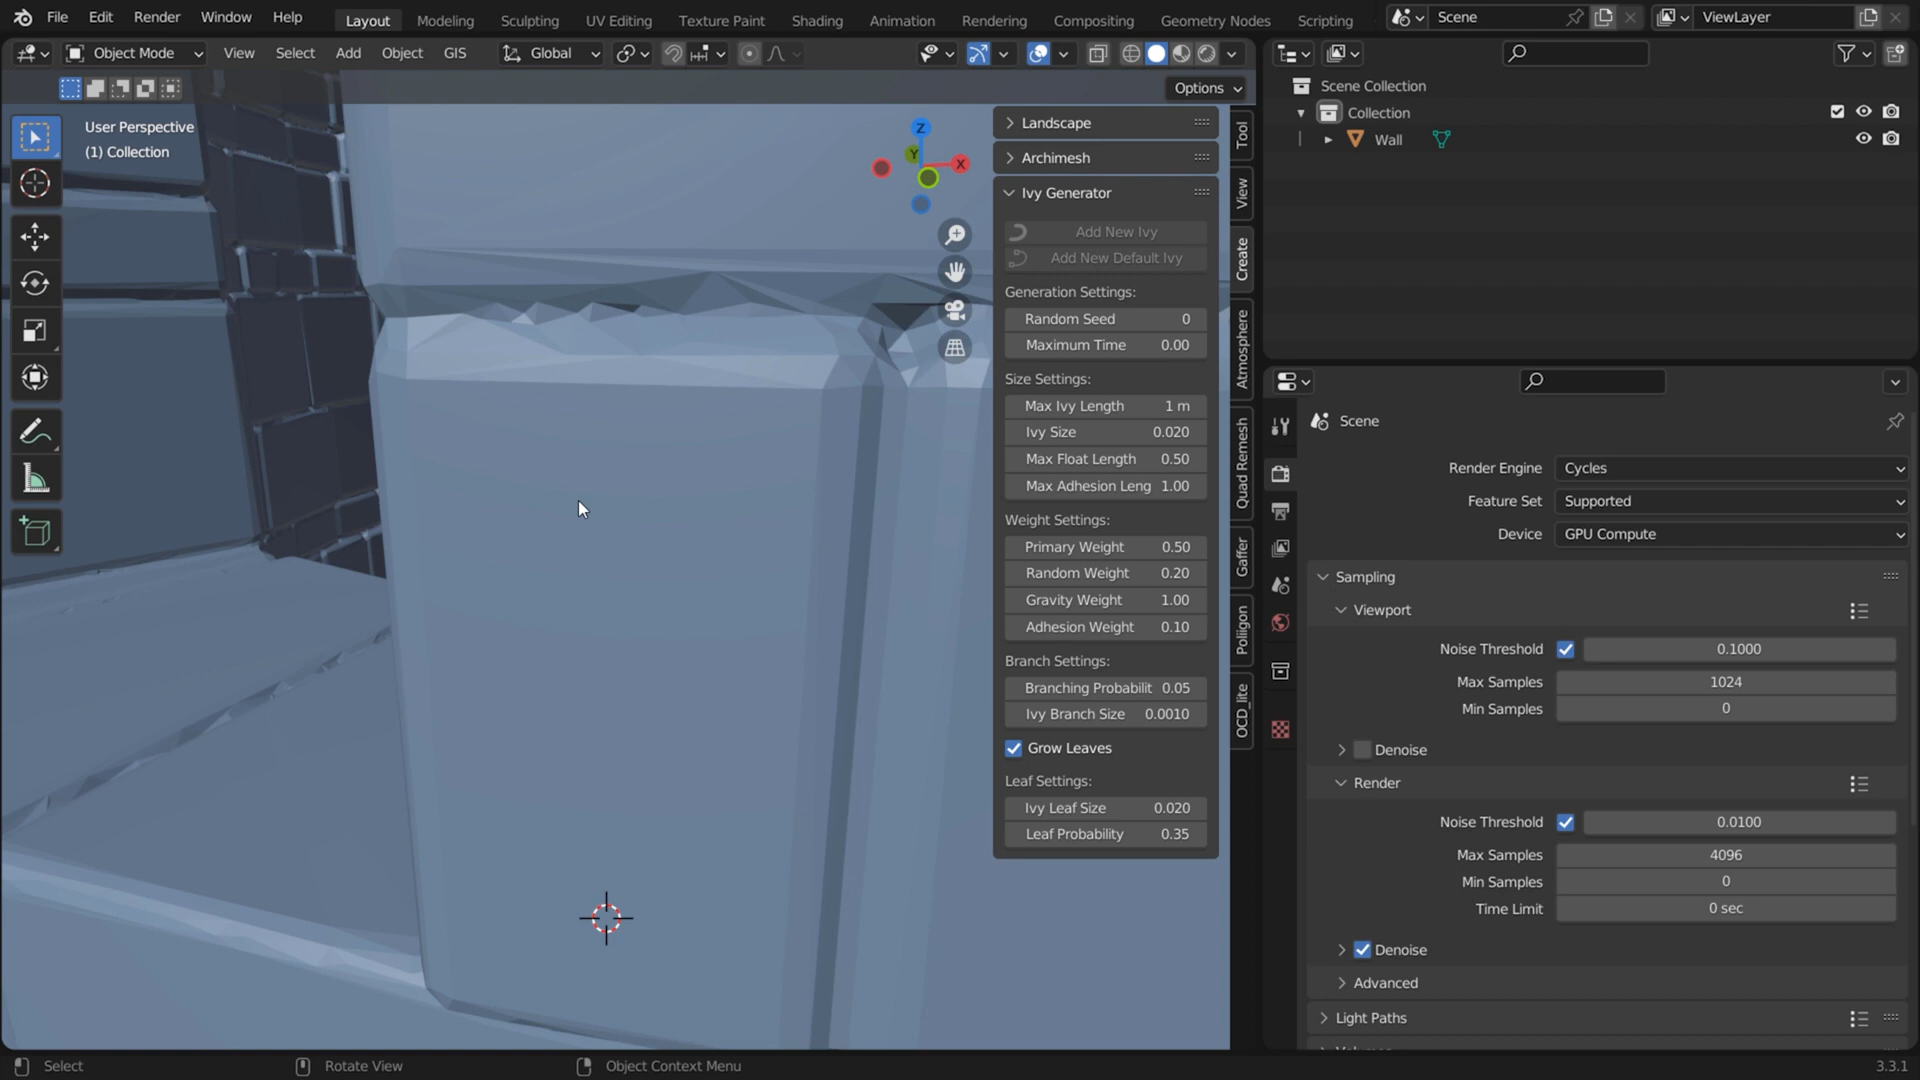 File Edit Render Window Help Layout Modeling Sculpting UV Editing Texture Paint Shading Animation Rendering Compositing Geometry Nodes Scripting Scene ViewLayer
Object Mode View Select Add Object GIS Global
Options
User Perspective
(1) Collection
Z
Y
X
Landscape
Archimesh
Ivy Generator
Add New Ivy
Add New Default Ivy
Generation Settings:
Random Seed 0
Maximum Time 0.00
Size Settings:
Max Ivy Length 1 m
Ivy Size 0.020
Max Float Length 0.50
Max Adhesion Leng 1.00
Weight Settings:
Primary Weight 0.50
Random Weight 0.20
Gravity Weight 1.00
Adhesion Weight 0.10
Branch Settings:
Branching Probabilit 0.05
Ivy Branch Size 0.0010
Grow Leaves
Leaf Settings:
Ivy Leaf Size 0.020
Leaf Probability 0.35
Tool
View
Create
Atmosphere
Quad Remesh
Gaffer
Poliigon
OCD_lite
Scene Collection
Collection
Wall
Scene
Render Engine Cycles
Feature Set Supported
Device GPU Compute
Sampling
Viewport
Noise Threshold 0.1000
Max Samples 1024
Min Samples 0
Denoise
Render
Noise Threshold 0.0100
Max Samples 4096
Min Samples 0
Time Limit 0 sec
Denoise
Advanced
Light Paths
Select Rotate View Object Context Menu 3.3.1